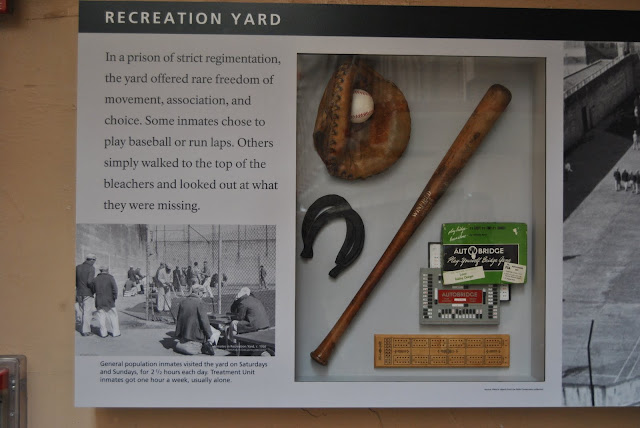 RECREATION YARD
In a prison of strict regimentation,
the yard offered rare freedom of
movement, association, and
choice. Some inmates chose to
play baseball or run laps. Others
simply walked to the top of the
bleachers and looked out at what
they were missing.
General population inmates visited the yard on Saturdays
and Sundays, for 2 1/2 hours each day. Treatment Unit
inmates got one hour a week, usually alone.
AUTOBRIDGE
Play-Yourself Bridge Game
AUTOBRIDGE